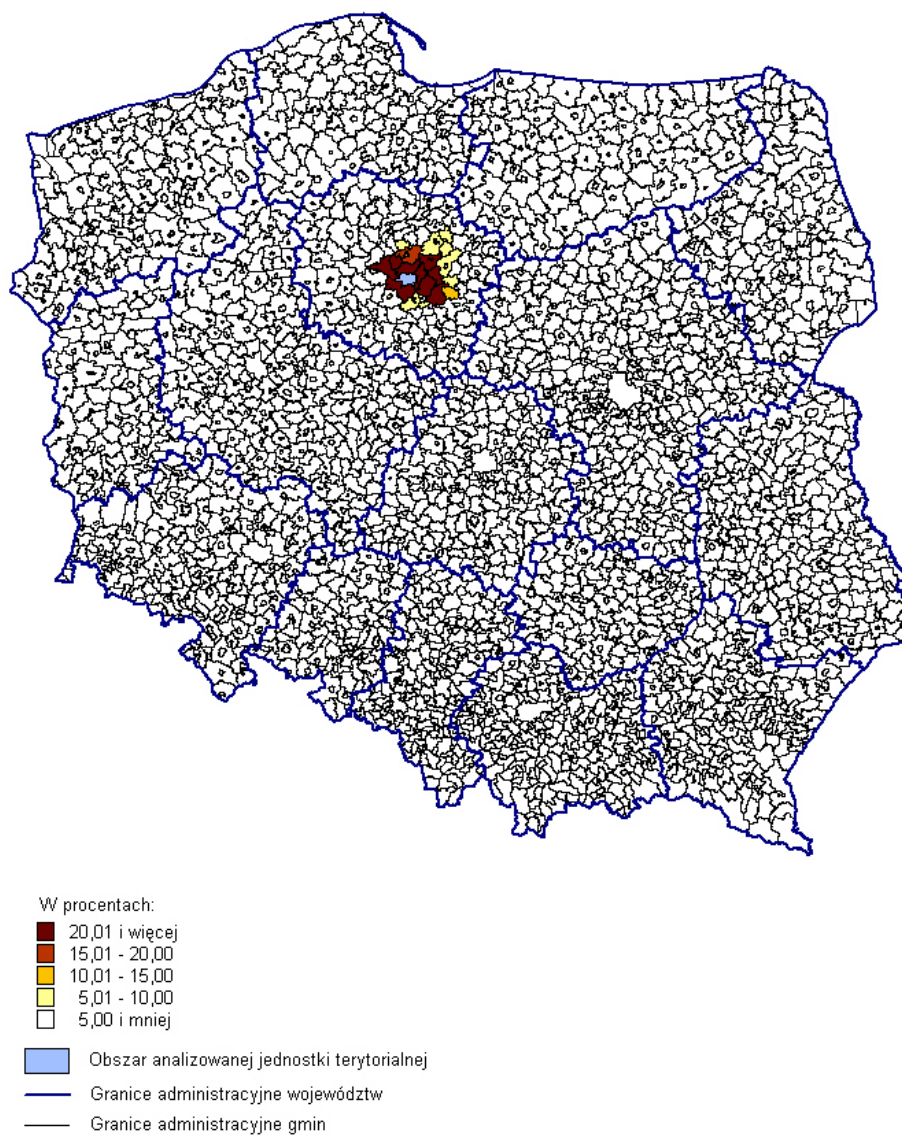 W procentach:
20,01 i więcej
15,01 - 20,00
10,01 - 15,00
5,01 - 10,00
5,00 i mniej
Obszar analizowanej jednostki terytorialnej
Granice administracyjne województw
Granice administracyjne gmin